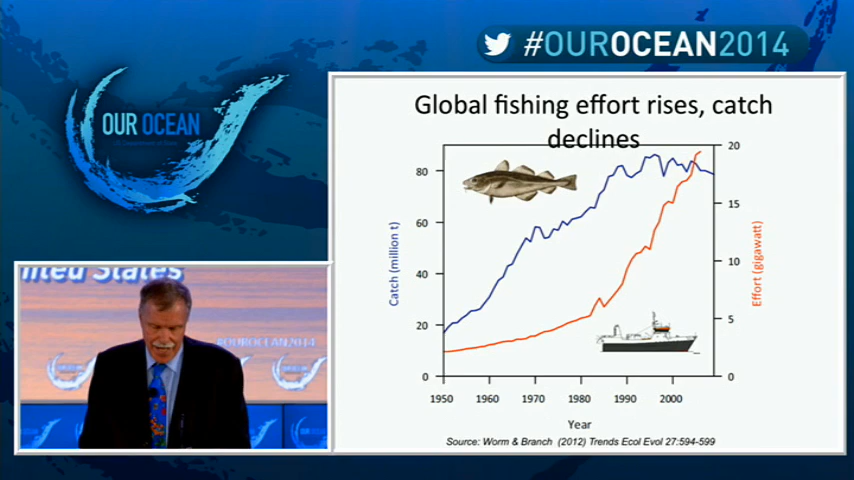 #OUROCEAN2014
OUR OCEAN
Global fishing effort rises, catch
declines
80
60
40
20
0
20
15
10
5
0
Catch (million t)
Effort (gigawatt)
1950 1960 1970 1980 1990 2000
Year
Source: Worm & Branch (2012) Trends Ecol Evol 27:594-599
United States
#OUROCEAN2014